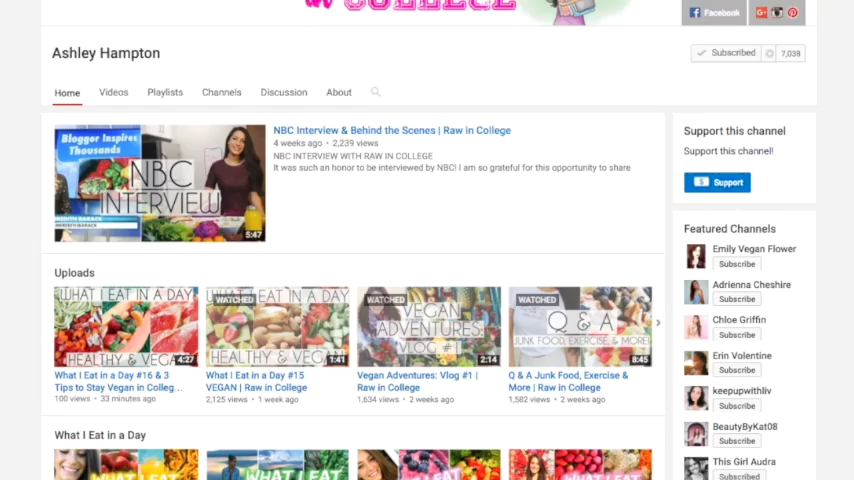 in COLLEGE
Facebook
Ashley Hampton
Subscribed 7,038
Home Videos Playlists Channels Discussion About
Blogger Inspires
Thousands
NBC
INTERVIEW
MEREDITH BARACK
5:47
NBC Interview & Behind the Scenes | Raw in College
4 weeks ago • 2,239 views
NBC INTERVIEW WITH RAW IN COLLEGE
It was such an honor to be interviewed by NBC! I am so grateful for this opportunity to share
Support this channel
Support this channel!
Support
Uploads
WHAT I EAT IN A DAY
HEALTHY & VEGA
4:27
What I Eat in a Day #16 & 3
Tips to Stay Vegan in Colleg...
100 views • 33 minutes ago
WATCHED
EAT IN A DAY
HEALTHY & VEG
1:41
What I Eat in a Day #15
VEGAN | Raw in College
2,125 views • 1 week ago
WATCHED
VEGAN
ADVENTURES:
VLOG #1
2:14
Vegan Adventures: Vlog #1 |
Raw in College
1,634 views • 2 weeks ago
WATCHED
Q & A
JUNK FOOD, EXERCISE, & MORE!
8:45
Q & A Junk Food, Exercise &
More | Raw in College
1,582 views • 2 weeks ago
What I Eat in a Day
WHAT I EAT
WHAT I EAT
Featured Channels
Emily Vegan Flower
Subscribe
Adrienna Cheshire
Subscribe
Chloe Griffin
Subscribe
Erin Volentine
Subscribe
keepupwithliv
Subscribe
BeautyByKat08
Subscribe
This Girl Audra
Subscribed